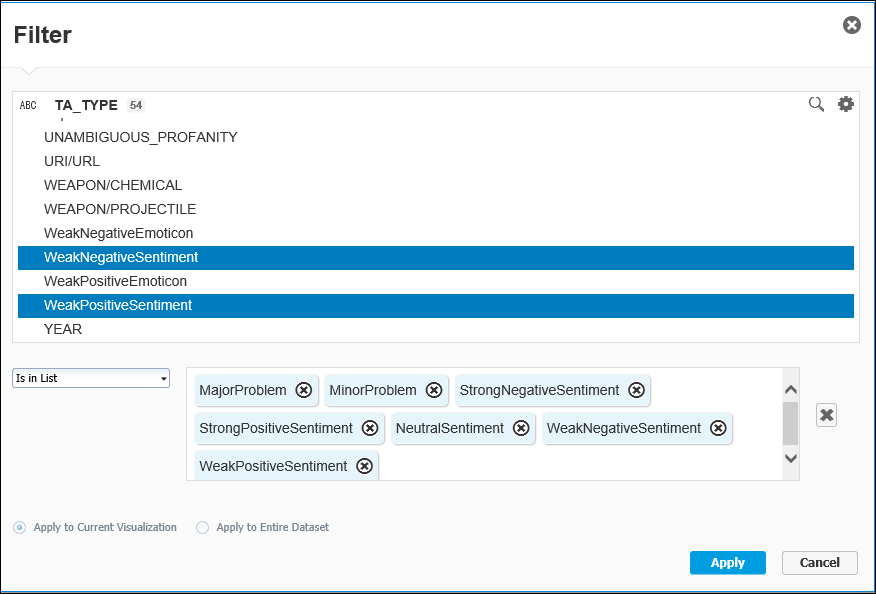 Filter
ABC TA_TYPE 54
UNAMBIGUOUS_PROFANITY
URI/URL
WEAPON/CHEMICAL
WEAPON/PROJECTILE
WeakNegativeEmoticon
WeakNegativeSentiment
WeakPositiveEmoticon
WeakPositiveSentiment
YEAR
Is in List
MajorProblem MinorProblem StrongNegativeSentiment
StrongPositiveSentiment NeutralSentiment WeakNegativeSentiment
WeakPositiveSentiment
Apply to Current Visualization Apply to Entire Dataset
Apply Cancel